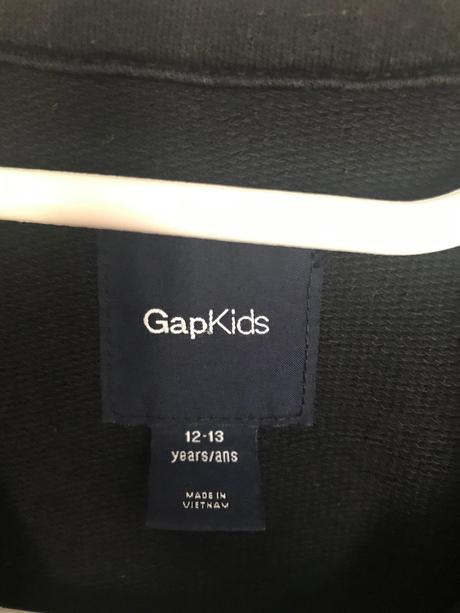 GapKids
12-13
years/ans
MADE IN
VIETNAM